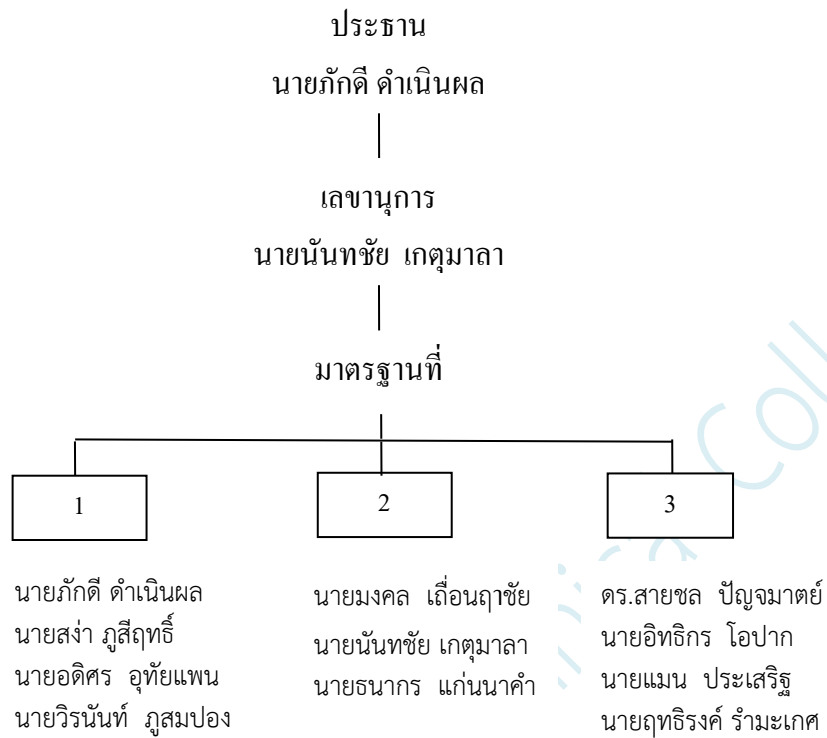 ประธาน
นายภักดี ดำเนินผล
เลขานุการ
นายนันทชัย เกตุมาลา
มาตรฐานที่
1
2
3
นายภักดี ดำเนินผล
นายสง่า ภูสีฤทธิ์
นายอดิศร อุทัยแพน
นายวิรนันท์ ภูสมปอง
นายมงคล เถื่อนฤาชัย
นายนันทชัย เกตุมาลา
นายธนากร แก่นนาคำ
ดร.สายชล ปัญจมาตย์
นายอิทธิกร โอปาก
นายแมน ประเสริฐ
นายฤทธิรงค์ รำมะเกศ
Coll